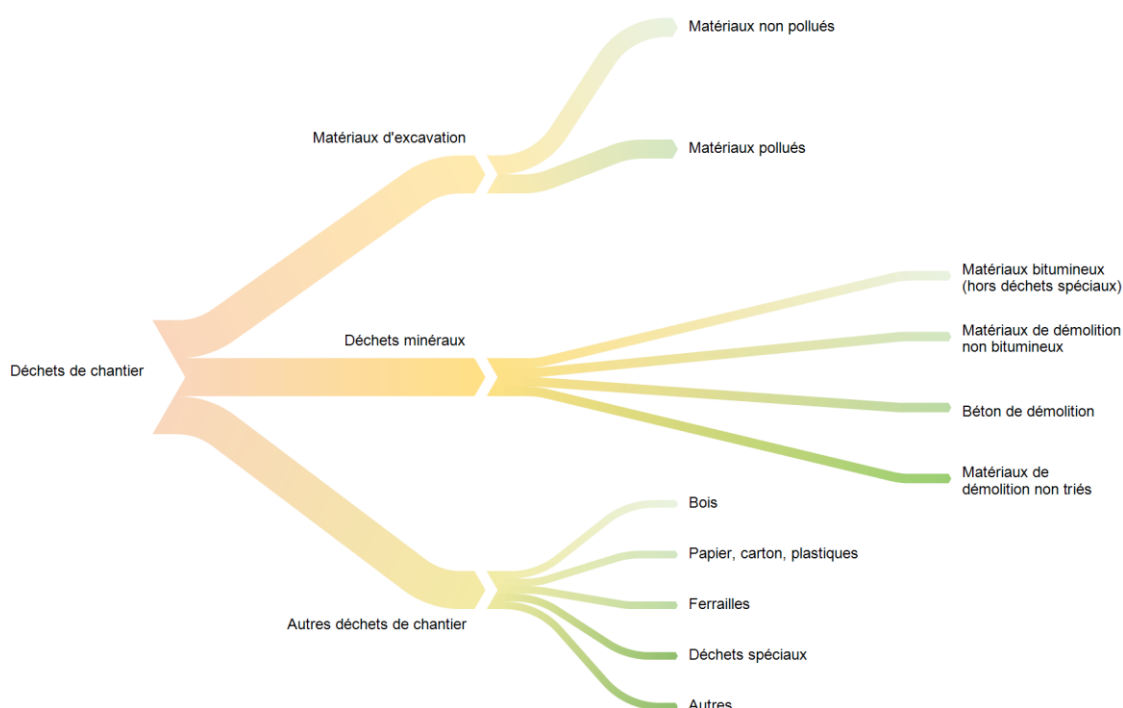 Matériaux non pollués
Matériaux d'excavation
Matériaux pollués
Matériaux bitumineux
(hors déchets spéciaux)
Déchets minéraux
Matériaux de démolition
non bitumineux
Déchets de chantier
Béton de démolition
Matériaux de
démolition non triés
Bois
Papier, carton, plastiques
Ferrailles
Autres déchets de chantier
Déchets spéciaux
Autres